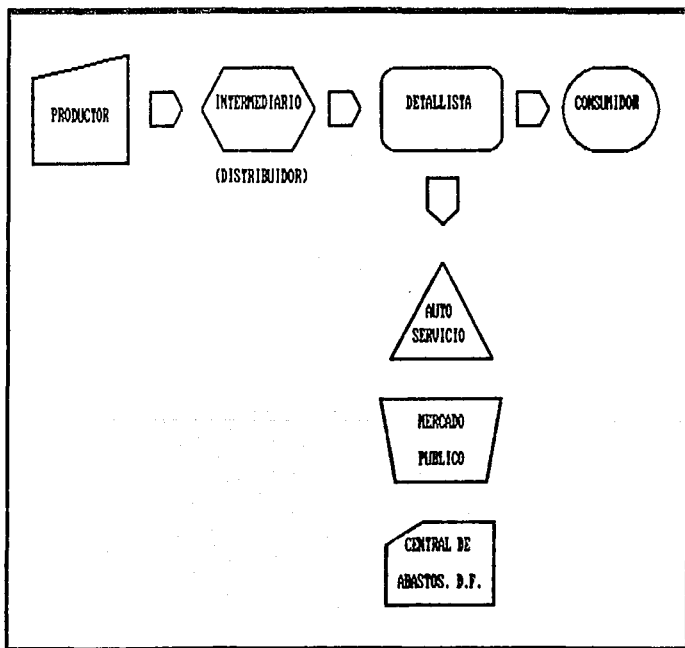 PRODUCTOR
INTERMEDIARIO
(DISTRIBUIDOR)
DETALLISTA
CONSUMIDOR
AUTO
SERVICIO
MERCADO
PUBLICO
CENTRAL DE
ABASTOS. D.F.